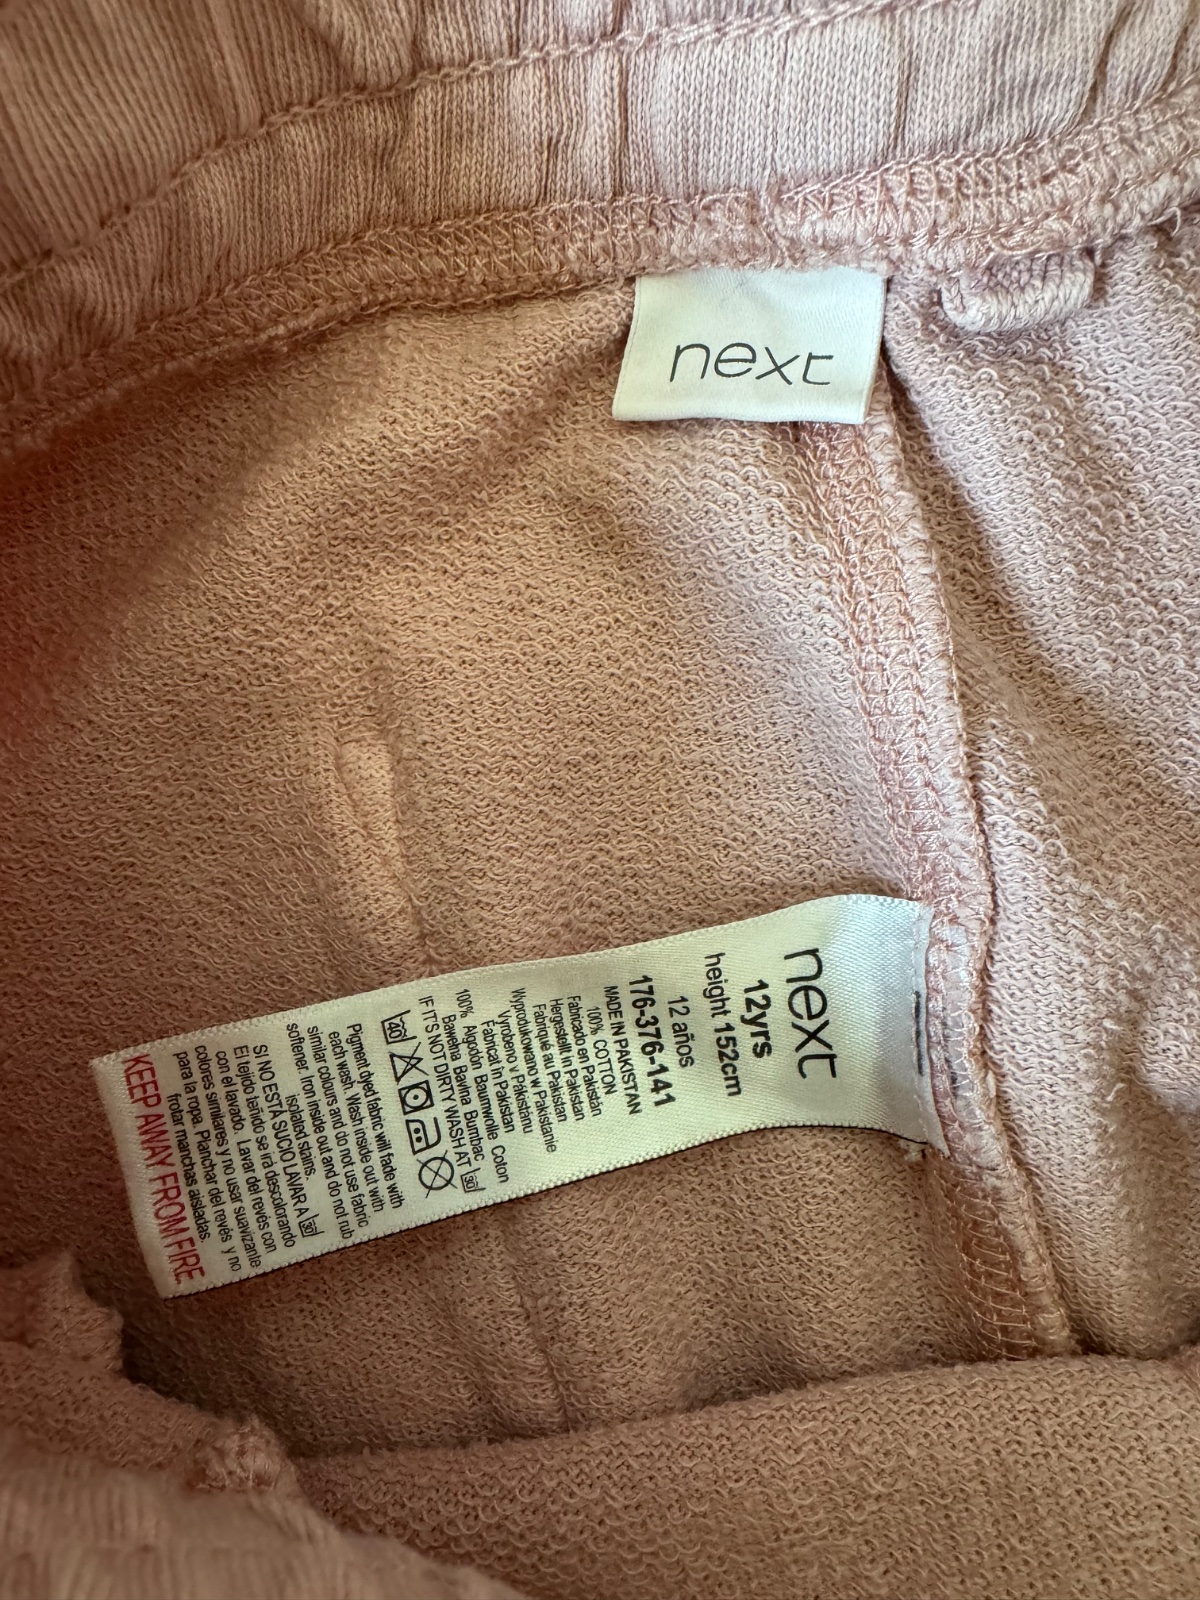 next
next
12yrs
height 152cm
12 años
176-376-141
MADE IN PAKISTAN
100% COTTON
Fabricado en Pakistán
Hergestellt in Pakistan
Fabriqué au Pakistan
Wyprodukowano w Pakistanie
Vyrobeno v Pákistánu
Fabricat în Pakistan
100% Algodón Baumwolle Coton
Bawełna Bavlna Bumbac
IF IT'S NOT DIRTY WASH AT 30
40
Pigment dyed fabric will fade with
each wash. Wash inside out with
similar colours and do not use fabric
softener. Iron inside out and do not rub
isolated stains.
SI NO ESTÁ SUCIO LAVAR A 30
El tejido teñido se irá descolorando
con el lavado. Lavar del revés con
colores similares y no usar suavizante
para la ropa. Planchar del revés y no
frotar manchas aisladas.
KEEP AWAY FROM FIRE